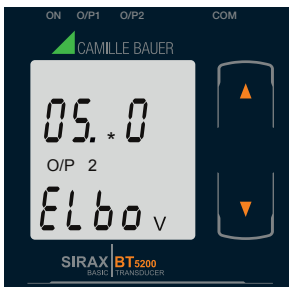 ON O/P1 O/P2 COM
CAMILLE BAUER
05.*0
O/P 2
ELbo V
SIRAX BT5200
BASIC TRANSDUCER